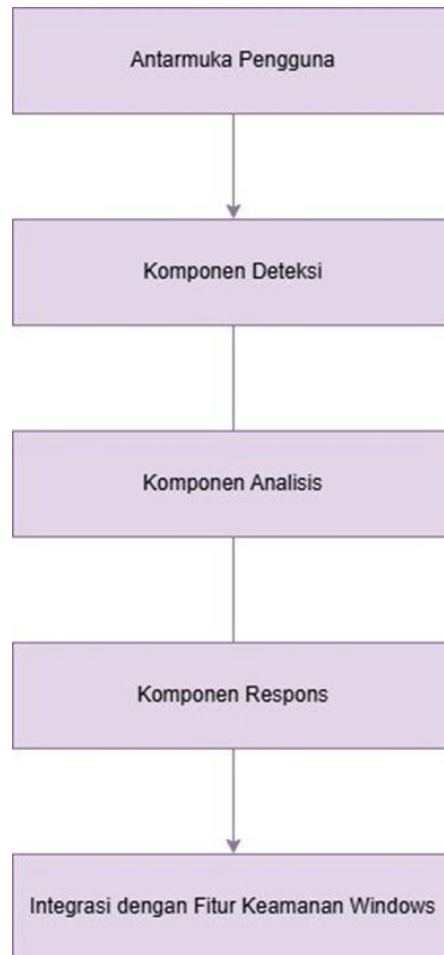 Antarmuka Pengguna
Komponen Deteksi
Komponen Analisis
Komponen Respons
Integrasi dengan Fitur Keamanan Windows